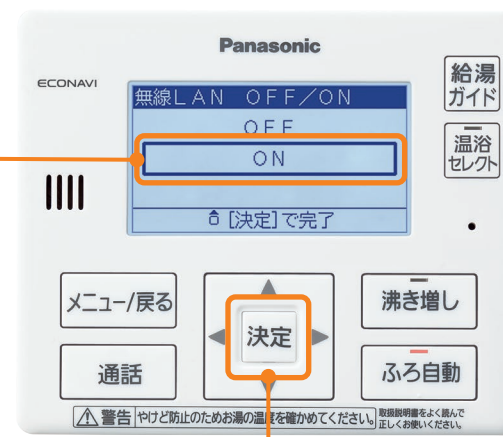 Panasonic
ECONAVI
給湯
ガイド
無線LAN OFF/ON
OFF
ON
温浴
セレクト
[決定]で完了
メニュー/戻る
決定
沸き増し
通話
ふろ自動
警告 やけど防止のためお湯の温度を確かめてください。
取扱説明書をよく読んで
正しくお使いください。